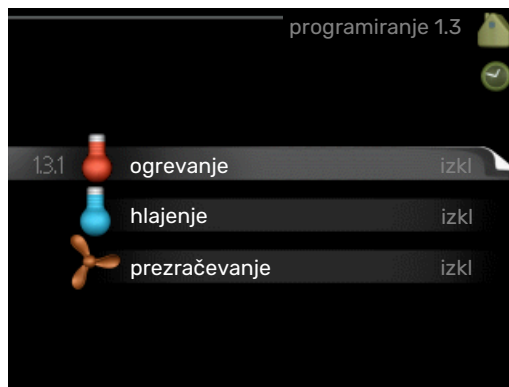 programiranje 1.3
1.3.1 ogrevanje izkl
hlajenje izkl
prezračevanje izkl